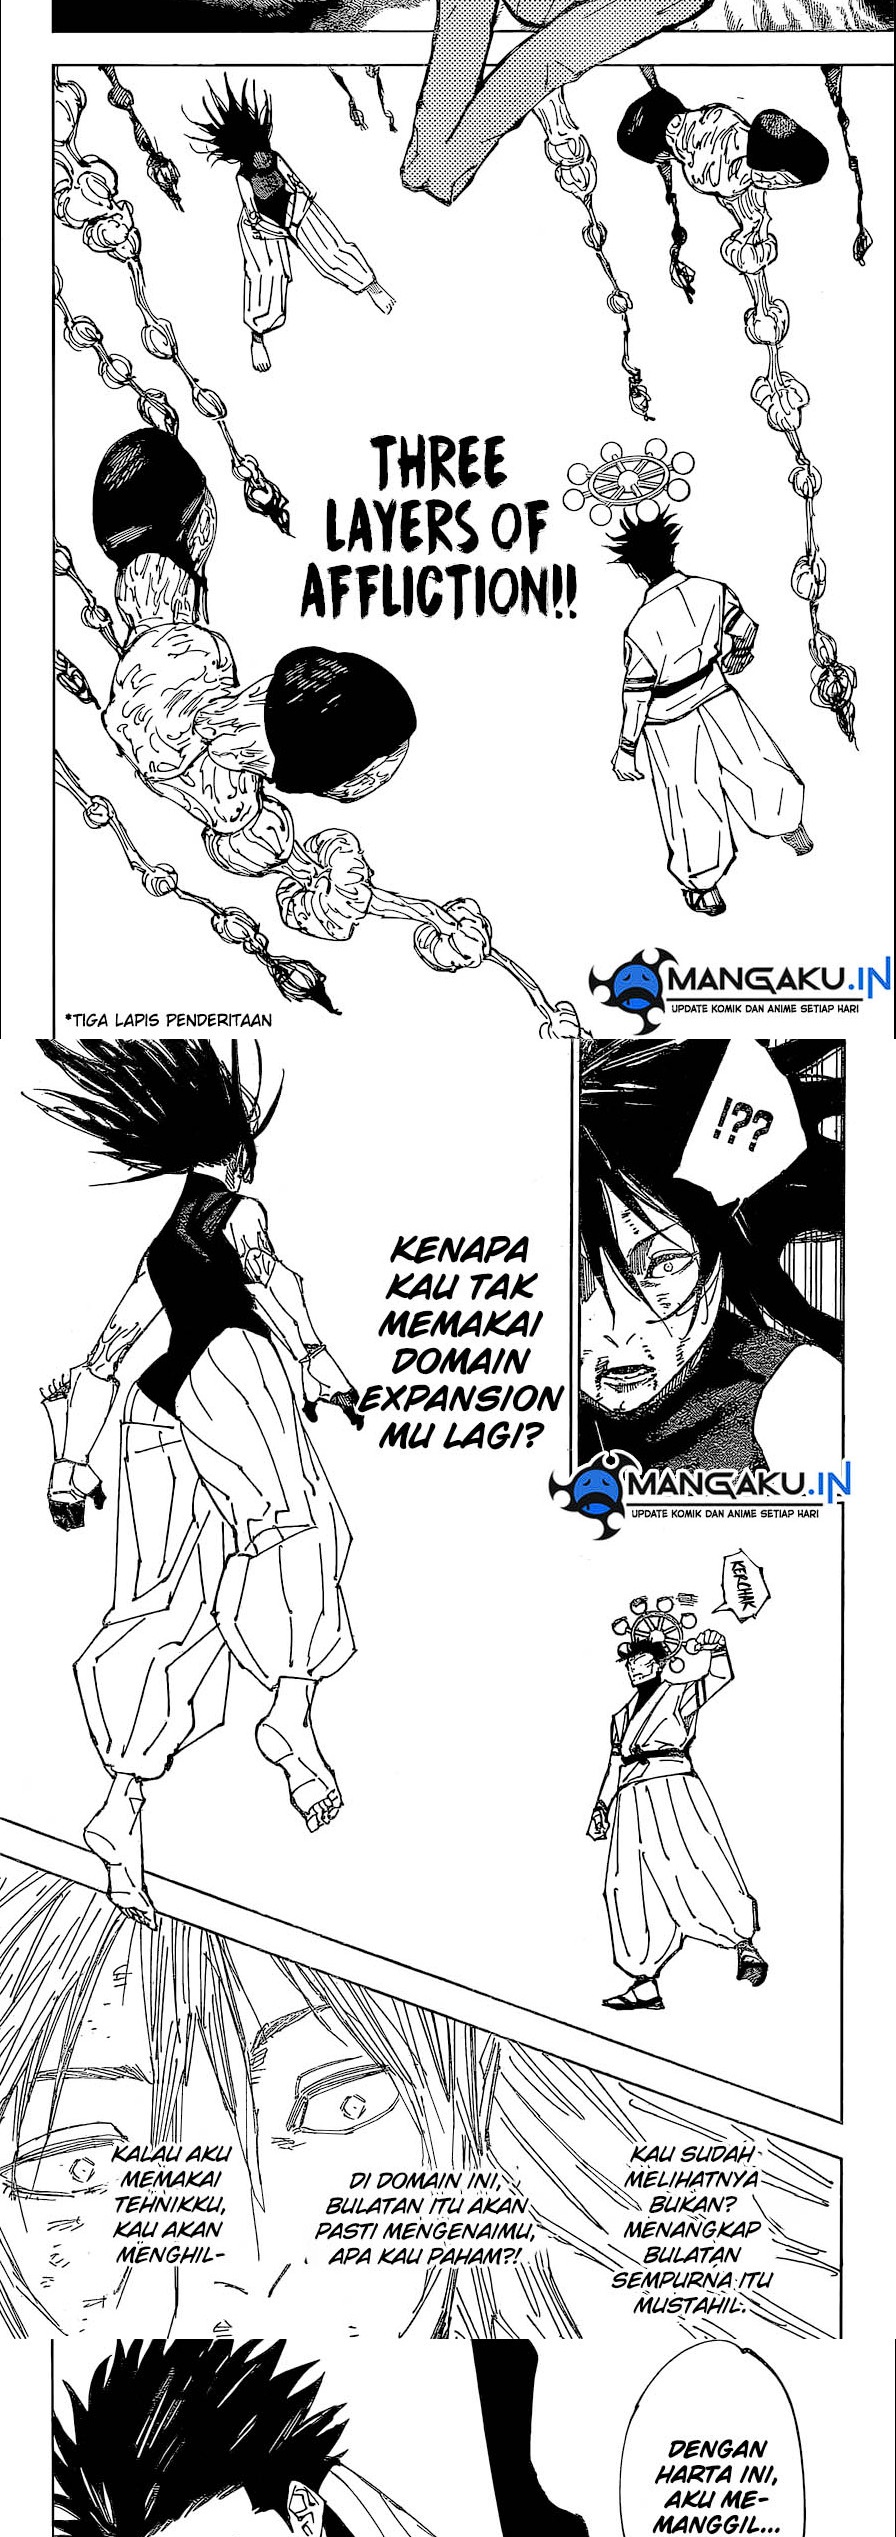 THREE
LAYERS OF
AFFLICTION!!
MANGAKU.IN
UPDATE KOMIK DAN ANIME SETIAP HARI
*TIGA LAPIS PENDERITAAN
!???
KENAPA
KAU TAK
MEMAKAI
DOMAIN
EXPANSION
MU LAGI?
MANGAKU.IN
UPDATE KOMIK DAN ANIME SETIAP HARI
KERCHAK
KAU SUDAH
MELIHATNYA
BUKAN?
MENANGKAP
BULATAN
SEMPURNA ITU
MUSTAHIL.
DI DOMAIN INI,
BULATAN ITU AKAN
PASTI MENGENAIMU,
APA KAU PAHAM?!
KALAU AKU
MEMAKAI
TEHNIKKU,
KAU AKAN
MENGHIL-
DENGAN
HARTA INI,
AKU ME-
MANGGIL...